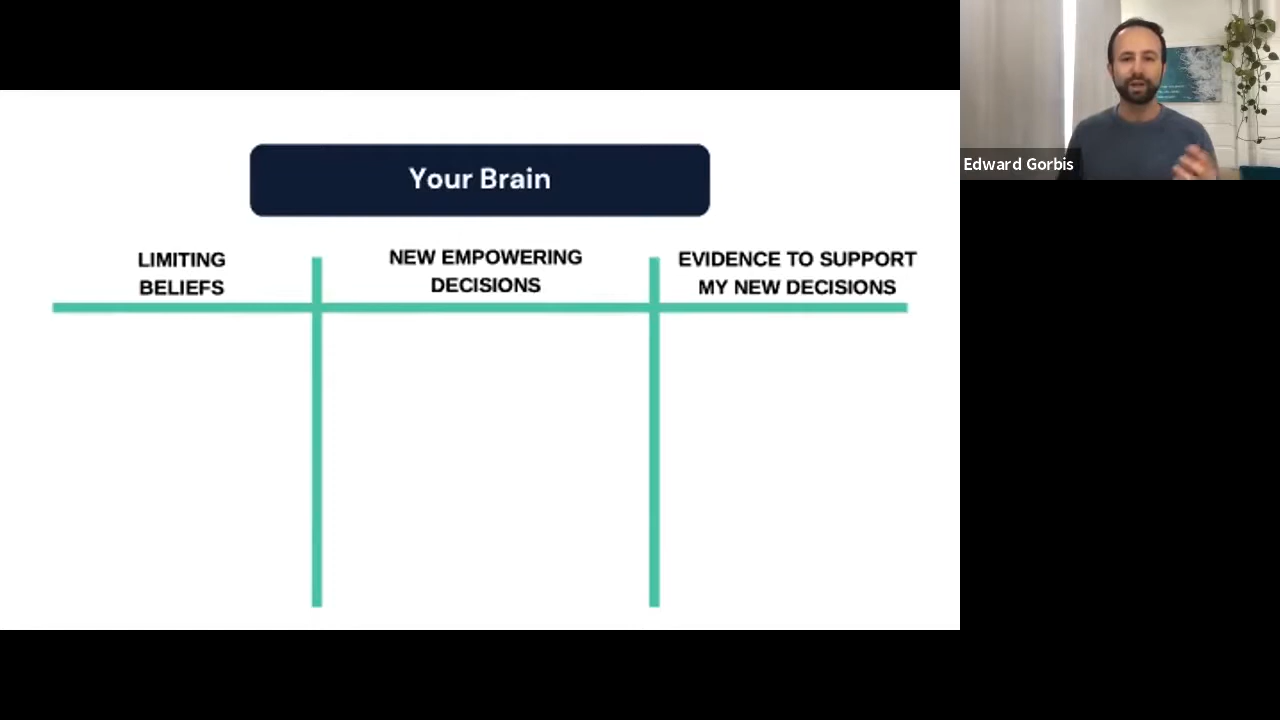 Your Brain
LIMITING
BELIEFS
NEW EMPOWERING
DECISIONS
EVIDENCE TO SUPPORT
MY NEW DECISIONS
Edward Gorbis